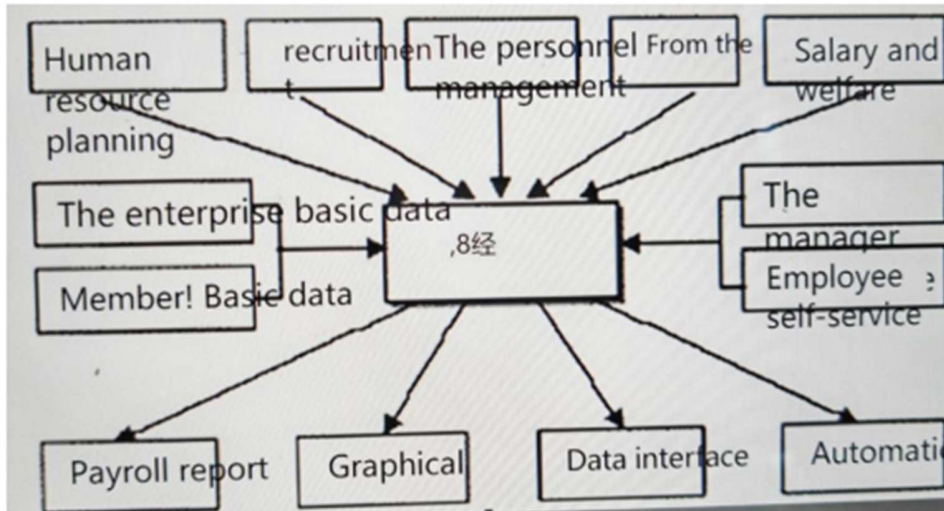 Human
resource
planning
recruitmen
t
The personnel
management
From the
Salary and
welfare
The enterprise basic data
Member! Basic data
,8经
The
manager
Employee
self-service
Payroll report
Graphical
Data interface
Automatic